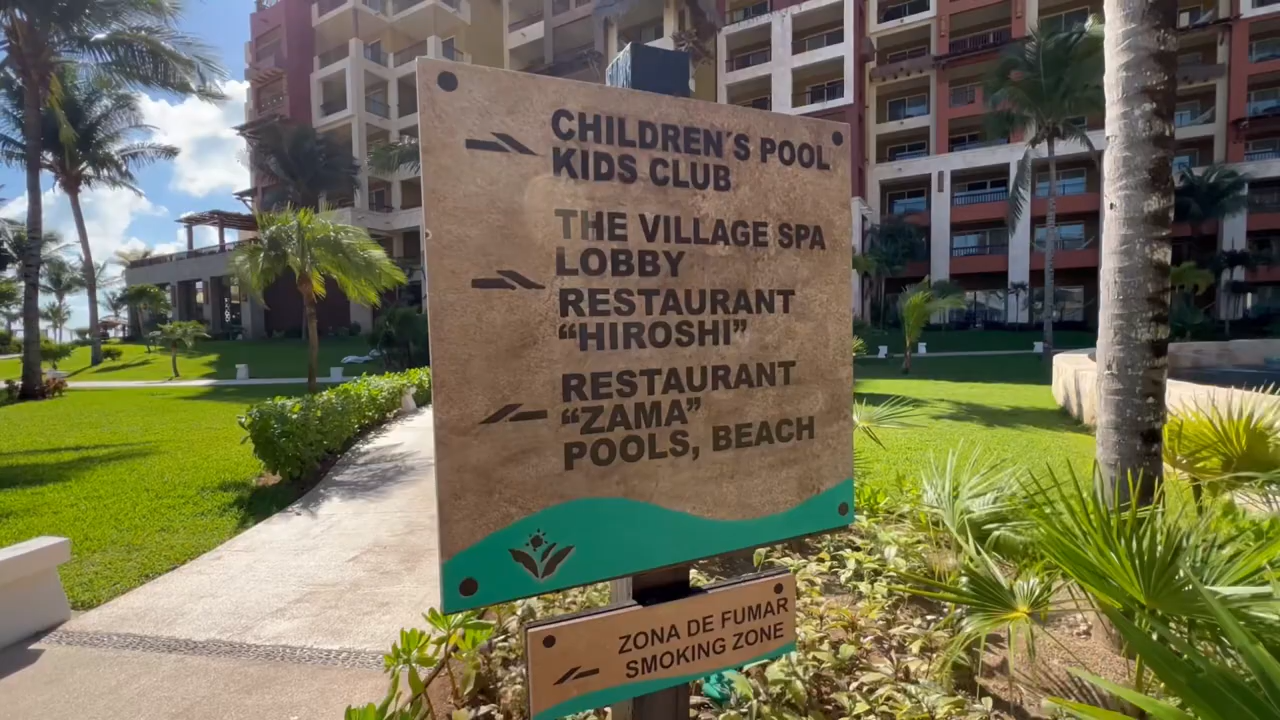 CHILDREN´S POOL
KIDS CLUB
THE VILLAGE SPA
LOBBY
RESTAURANT
“HIROSHI”
RESTAURANT
“ZAMA”
POOLS, BEACH
ZONA DE FUMAR
SMOKING ZONE